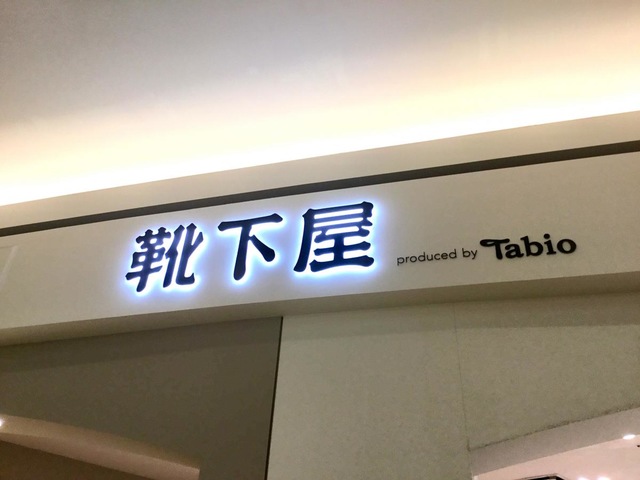 靴下屋 produced by Tabio